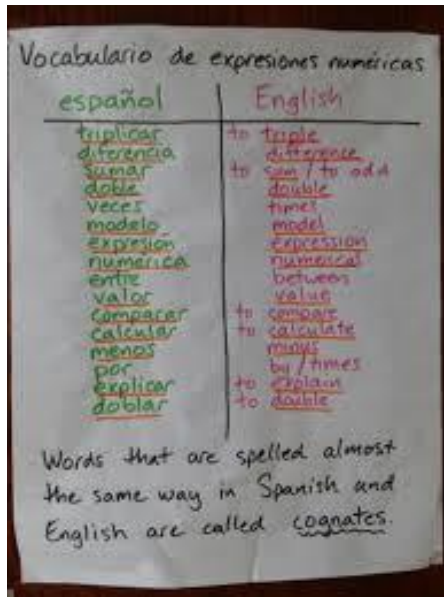 Vocabulario de expresiones numéricas
español English
triplicar to triple
diferencia difference
sumar to sum / to add
doble double
veces times
modelo model
expresión expression
numérica numerical
entre between
valor value
comparar to compare
calcular to calculate
menos minus
por by / times
explicar to explain
doblar to double
Words that are spelled almost
the same way in Spanish and
English are called cognates.